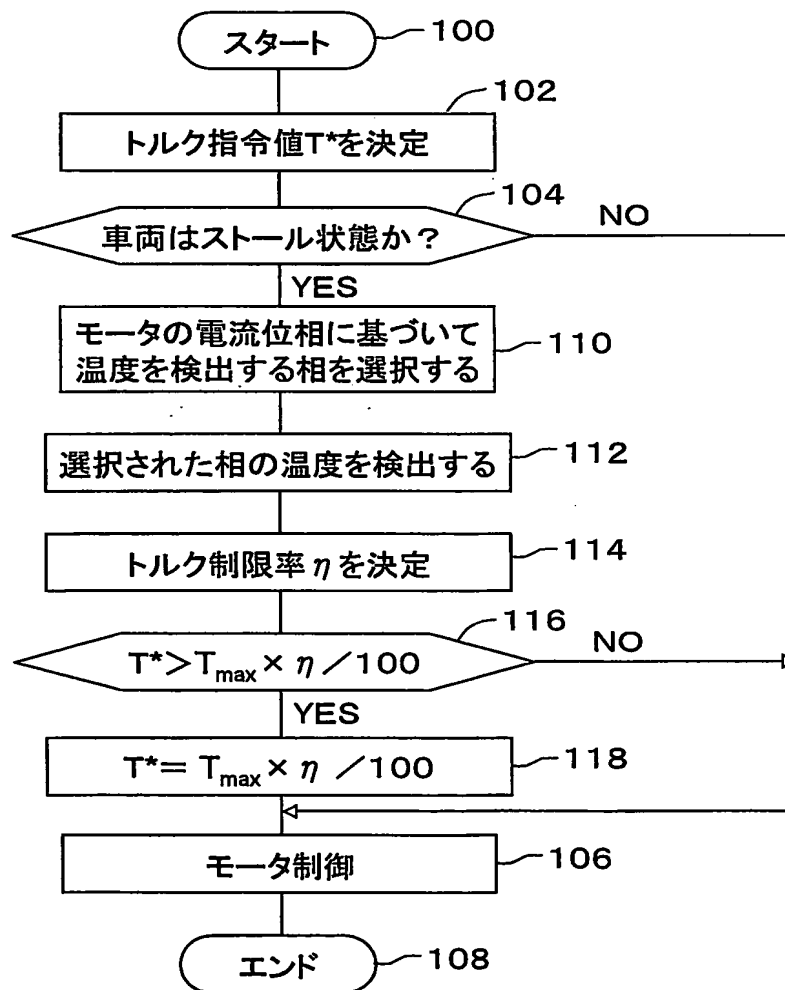 スタート
100
102
トルク指令値T*を決定
104
車両はストール状態か？
NO
YES
モータの電流位相に基づいて
温度を検出する相を選択する
110
選択された相の温度を検出する
112
トルク制限率ηを決定
114
116
T*>Tmax×η/100
NO
YES
T*=Tmax×η/100
118
モータ制御
106
エンド
108